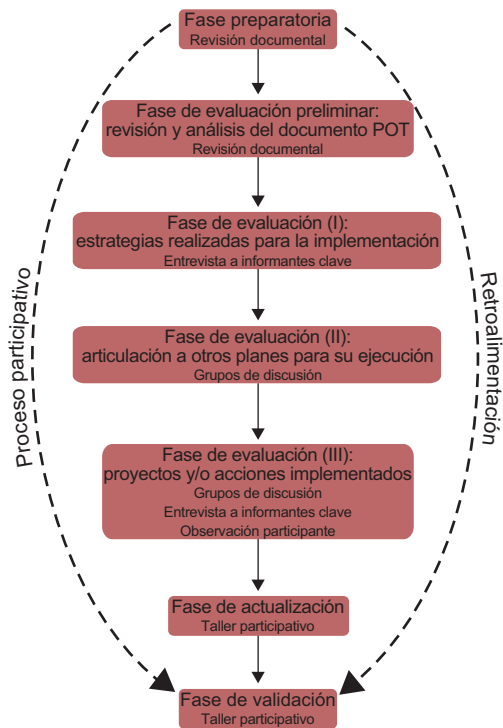 Fase preparatoria
Revisión documental
Fase de evaluación preliminar:
revisión y análisis del documento POT
Revisión documental
Fase de evaluación (I):
estrategias realizadas para la implementación
Entrevista a informantes clave
Fase de evaluación (II):
articulación a otros planes para su ejecución
Grupos de discusión
Fase de evaluación (III):
proyectos y/o acciones implementados
Grupos de discusión
Entrevista a informantes clave
Observación participante
Fase de actualización
Taller participativo
Fase de validación
Taller participativo
Proceso participativo
Retroalimentación